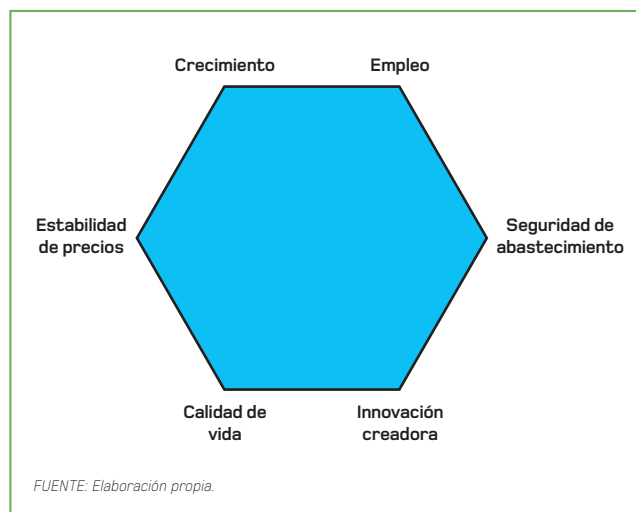 Crecimiento
Empleo
Estabilidad
de precios
Seguridad de
abastecimiento
Calidad de
vida
Innovación
creadora
FUENTE: Elaboración propia.